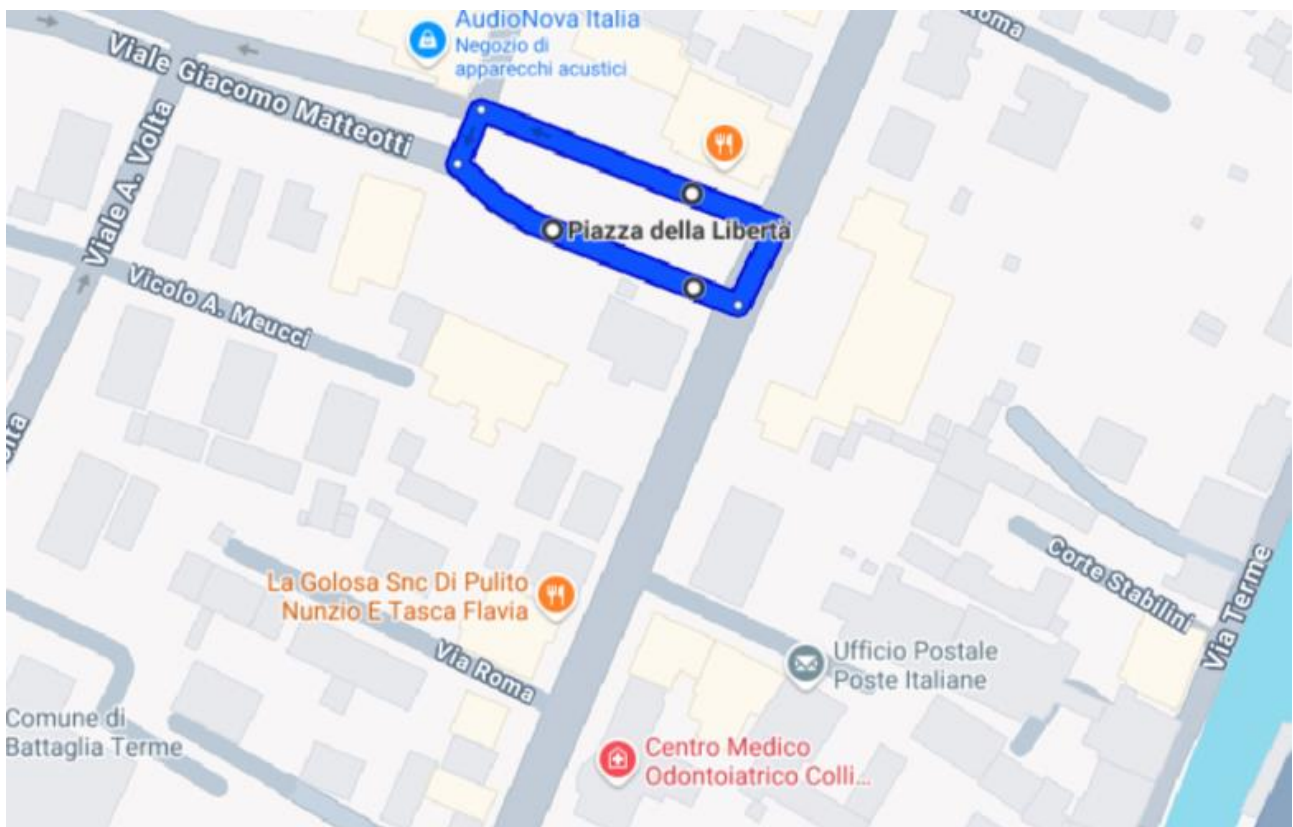 AudioNova Italia
Negozio di
apparecchi acustici
Roma
Viale Giacomo Matteotti
Viale A. Volta
Piazza della Libertà
Vicolo A. Meucci
olta
La Golosa Snc Di Pulito
Nunzio E Tasca Flavia
Corte Stabilini
Via Terme
Via Roma
Ufficio Postale
Poste Italiane
Comune di
Battaglia Terme
Centro Medico
Odontoiatrico Colli...